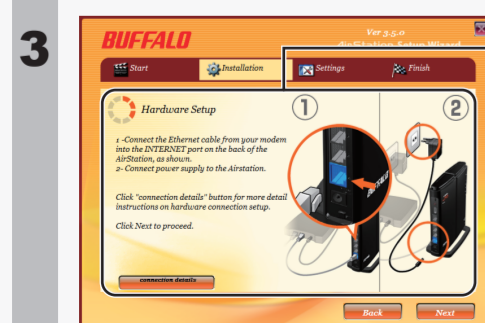 3
BUFFALO
Ver 3.5.0
AirStation Setup Wizard
Start
Installation
Settings
Finish
Hardware Setup
1 -Connect the Ethernet cable from your modem
into the INTERNET port on the back of the
AirStation, as shown.
2- Connect power supply to the Airstation.
Click "connection details" button for more detail
instructions on hardware connection setup.
Click Next to proceed.
connection details
①
②
Back
Next